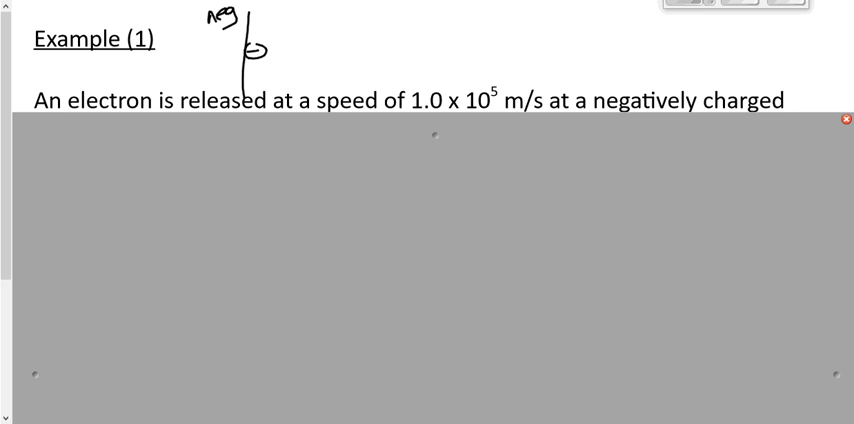 neg
Example (1)
⊖
An electron is released at a speed of 1.0 x 10⁵ m/s at a negatively charged